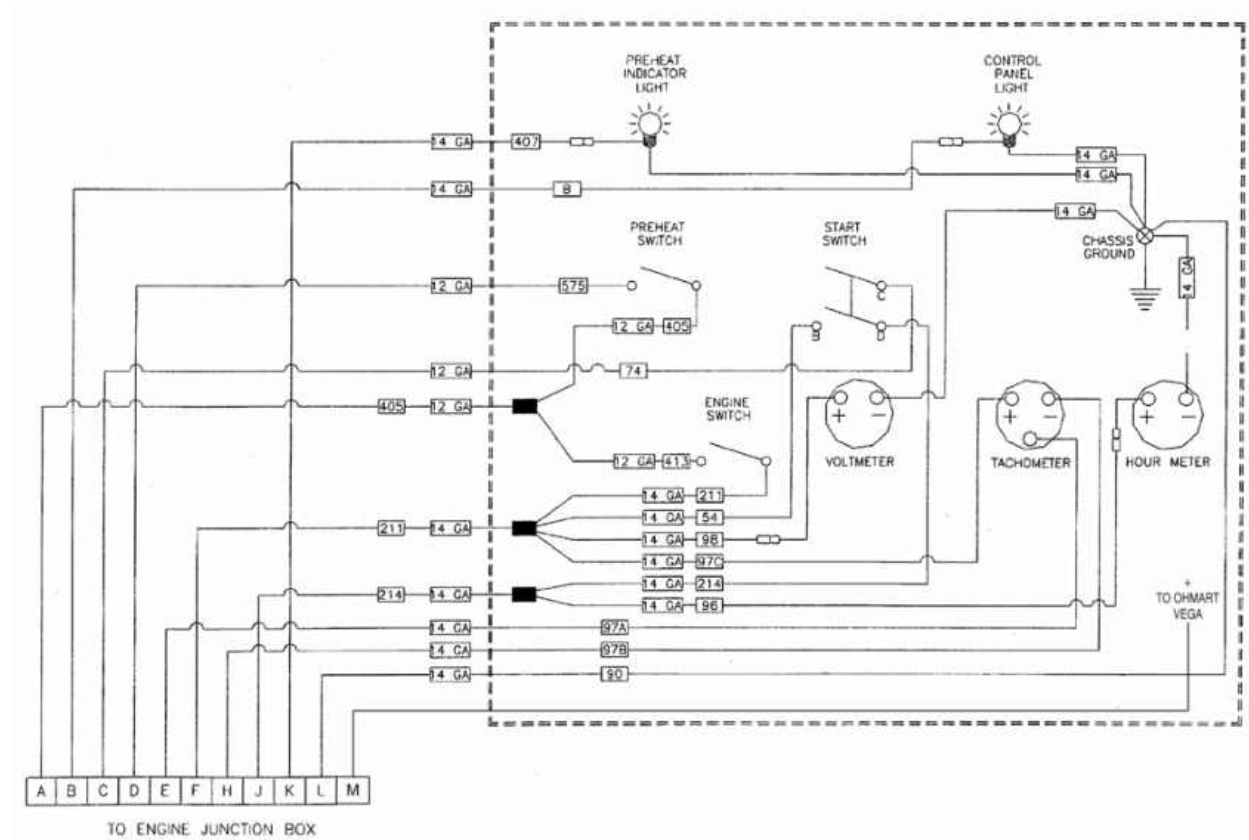 PREHEAT
INDICATOR
LIGHT
CONTROL
PANEL
LIGHT
14 GA 407
14 GA
14 GA
14 GA B
14 GA
PREHEAT
SWITCH
START
SWITCH
CHASSIS
GROUND
14 GA
12 GA 575
C
12 GA 405
B
12 GA 74
405 12 GA
ENGINE
SWITCH
+ −
+ −
+ −
VOLTMETER
TACHOMETER
HOUR METER
12 GA 413
14 GA 211
14 GA 54
211 14 GA
14 GA 98
14 GA 97C
14 GA 214
214 14 GA
14 GA 96
+
TO OHMART
VEGA
14 GA 97A
14 GA 97B
14 GA 90
A B C D E F H J K L M
TO ENGINE JUNCTION BOX